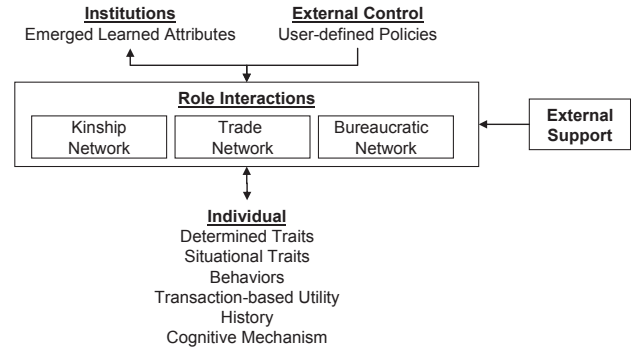 Institutions
Emerged Learned Attributes
External Control
User-defined Policies
Role Interactions
Kinship
Network
Trade
Network
Bureaucratic
Network
External
Support
Individual
Determined Traits
Situational Traits
Behaviors
Transaction-based Utility
History
Cognitive Mechanism